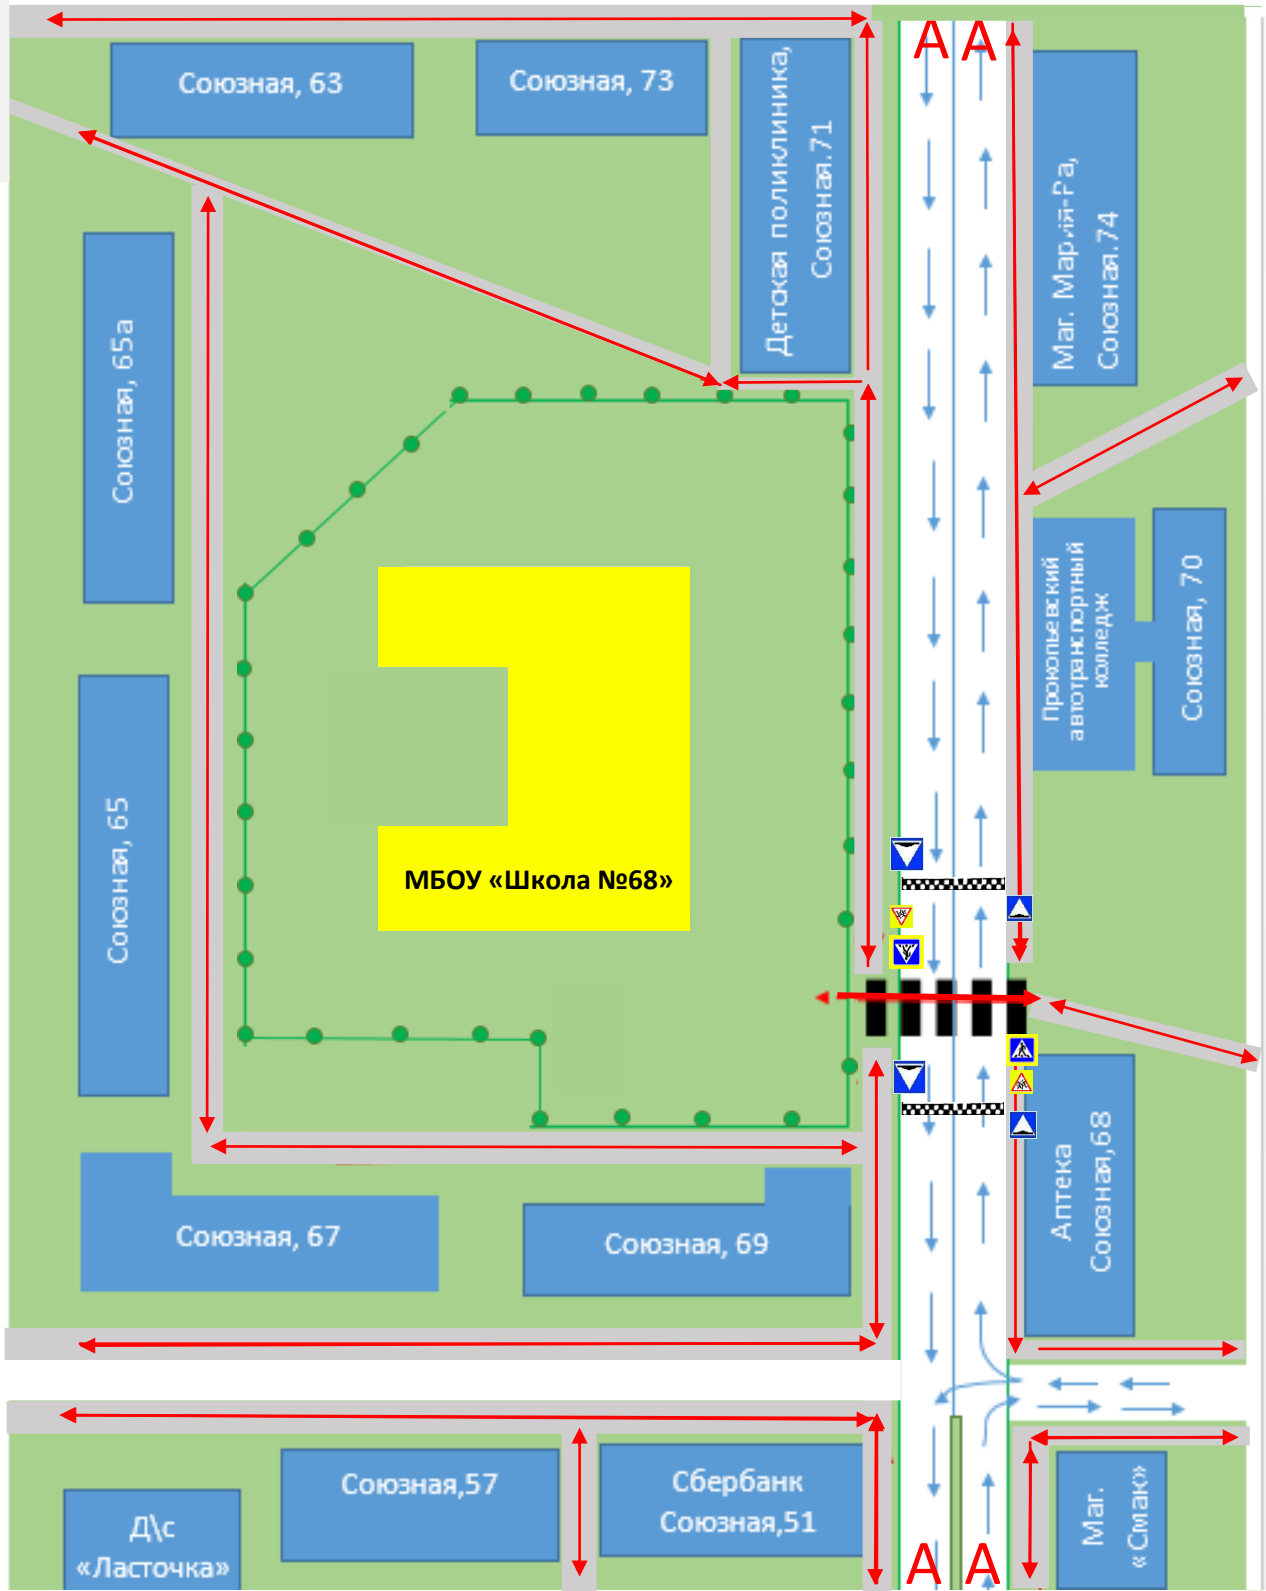 А А
Союзная, 63
Союзная, 73
Детская поликлиника,
Союзная.71
Маг. Мария-Ра,
Союзная.74
Союзная, 65а
Прокопьевский
автотранспортный
колледж
Союзная, 70
Союзная, 65
МБОУ «Школа №68»
Аптека
Союзная,68
Союзная, 67
Союзная, 69
Союзная,57
Сбербанк
Союзная,51
Маг.
«Смак»
Д\с
«Ласточка»
А А